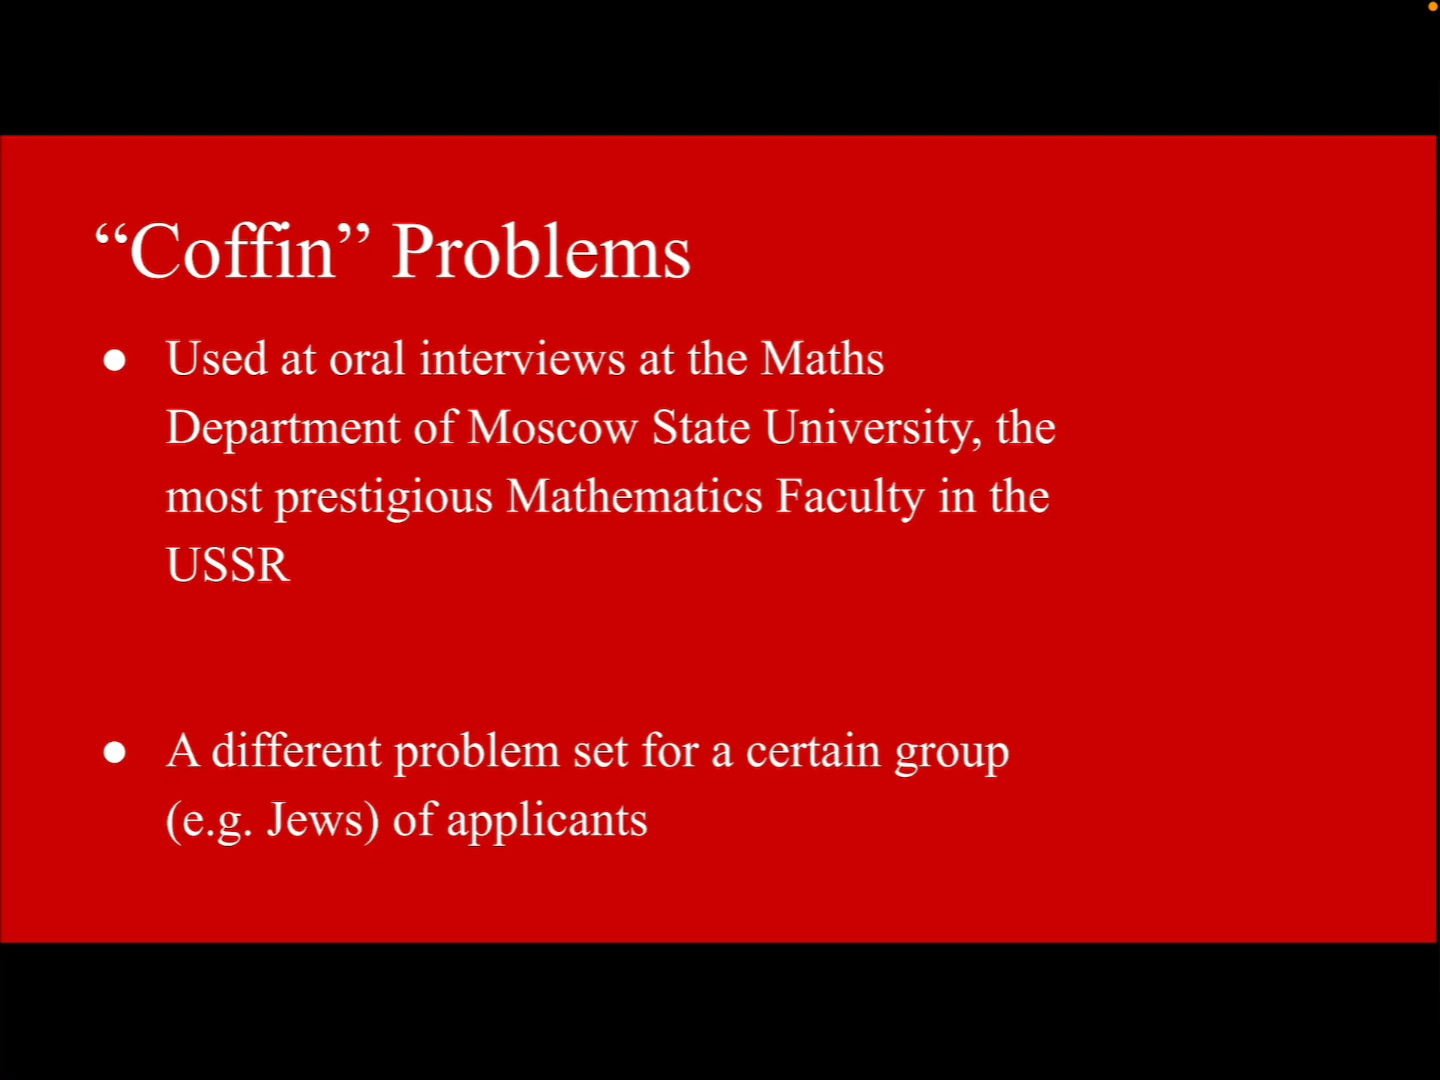 “Coffin” Problems
● Used at oral interviews at the Maths
Department of Moscow State University, the
most prestigious Mathematics Faculty in the
USSR
● A different problem set for a certain group
(e.g. Jews) of applicants